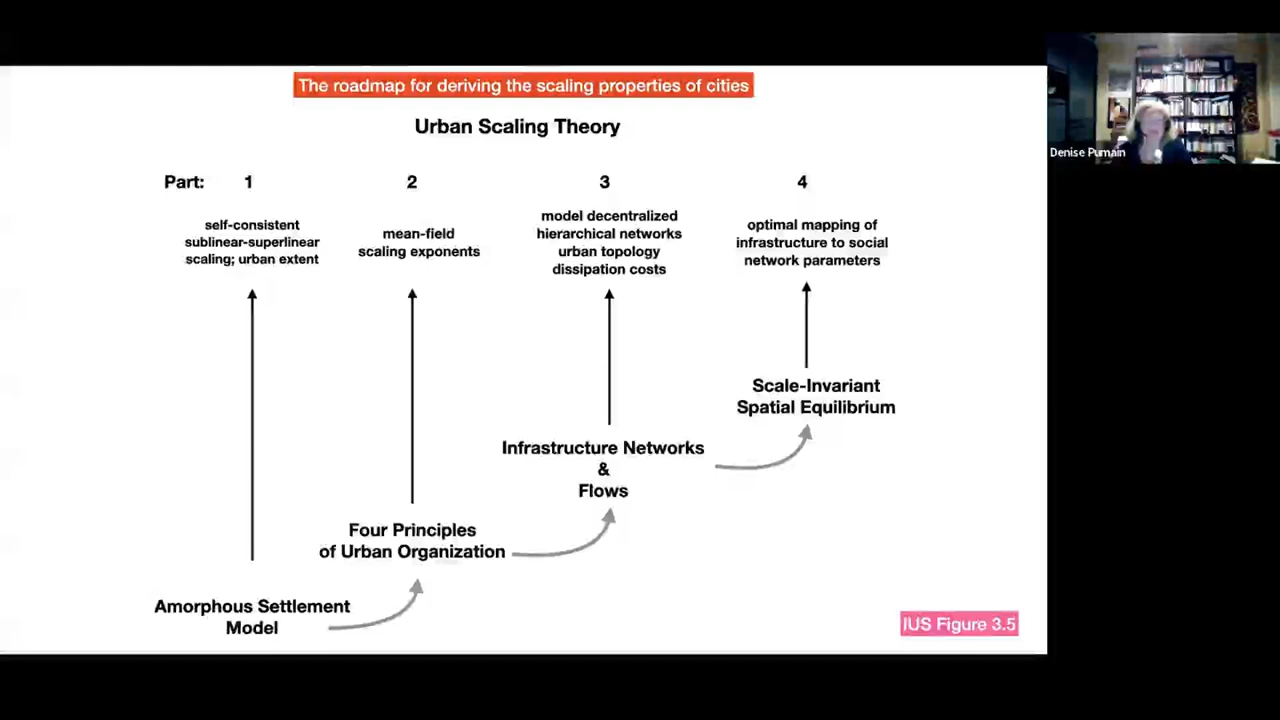 The roadmap for deriving the scaling properties of cities
Urban Scaling Theory
Part: 1 2 3 4
self-consistent
sublinear-superlinear
scaling; urban extent
mean-field
scaling exponents
model decentralized
hierarchical networks
urban topology
dissipation costs
optimal mapping of
infrastructure to social
network parameters
Scale-Invariant
Spatial Equilibrium
Infrastructure Networks
&
Flows
Four Principles
of Urban Organization
Amorphous Settlement
Model
IUS Figure 3.5
Denise Pumain